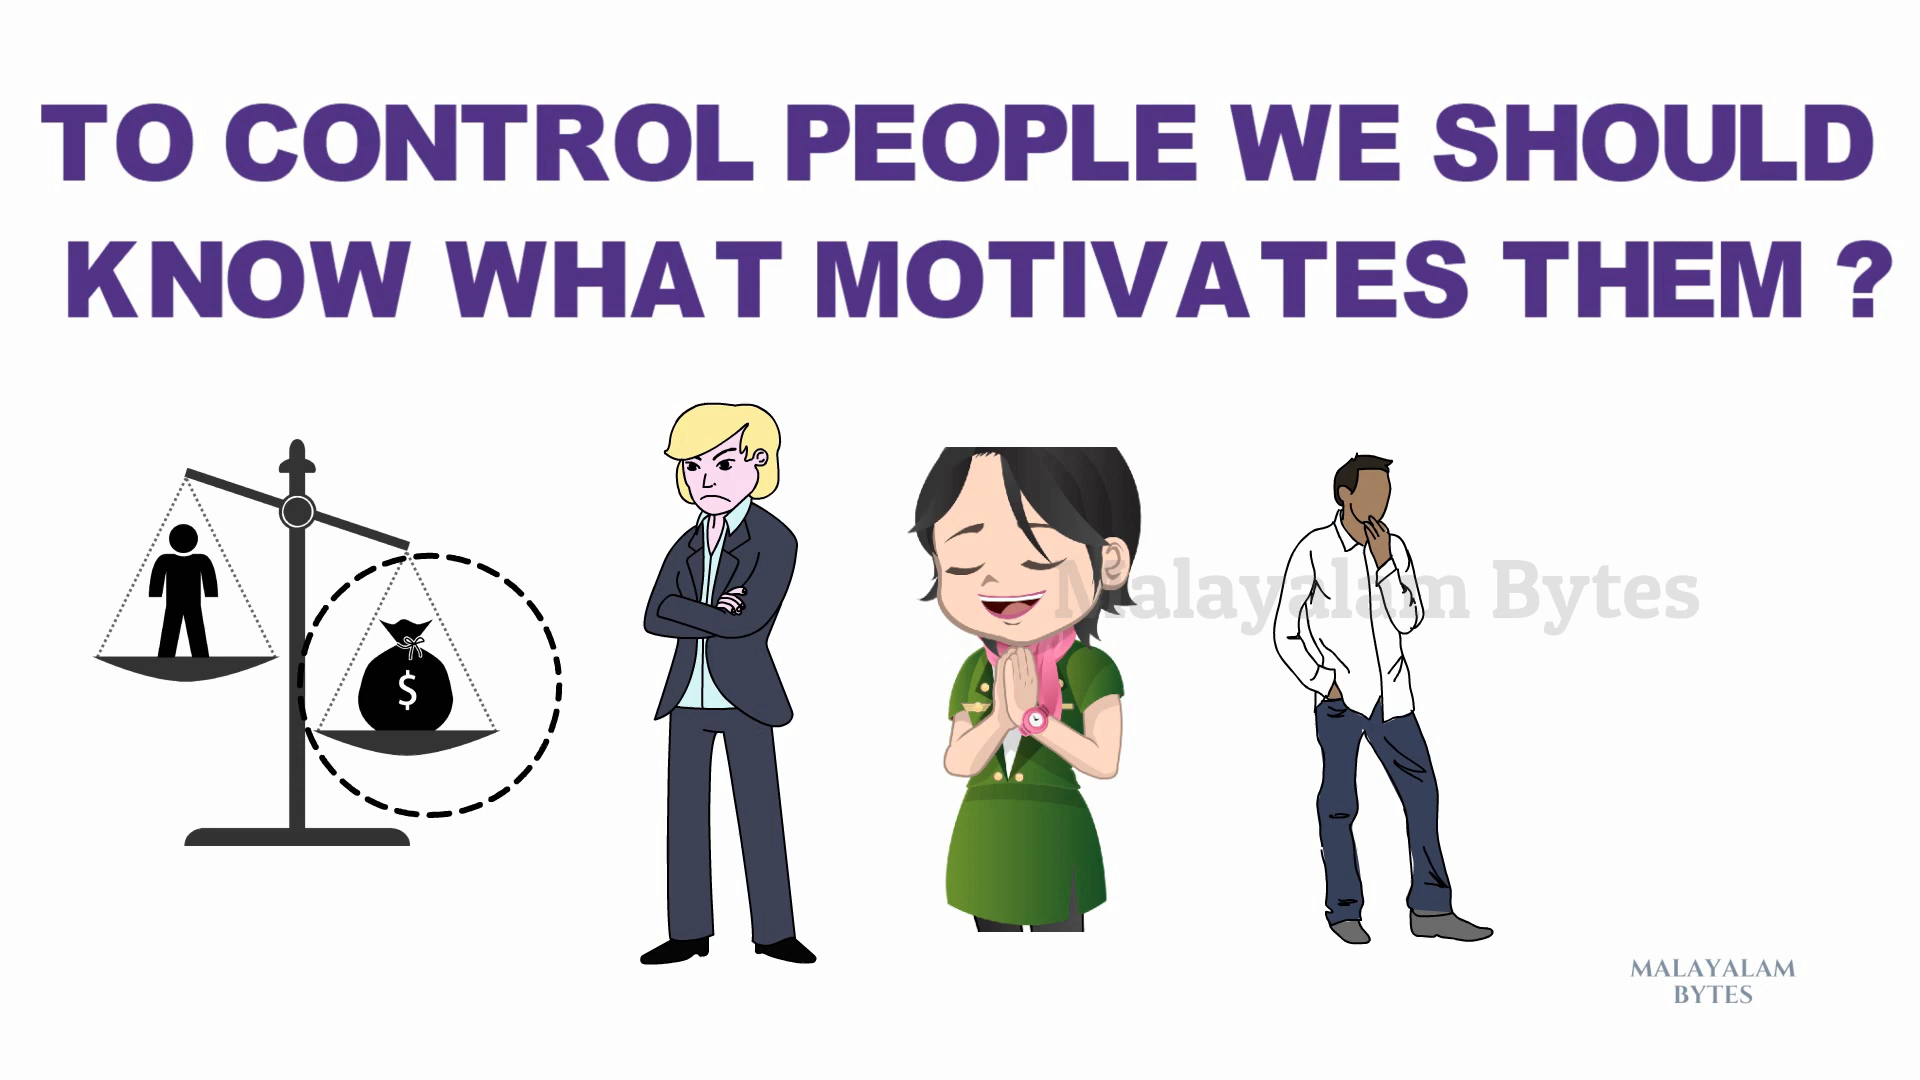 TO CONTROL PEOPLE WE SHOULD
KNOW WHAT MOTIVATES THEM ?
$
Malayalam Bytes
MALAYALAM
BYTES